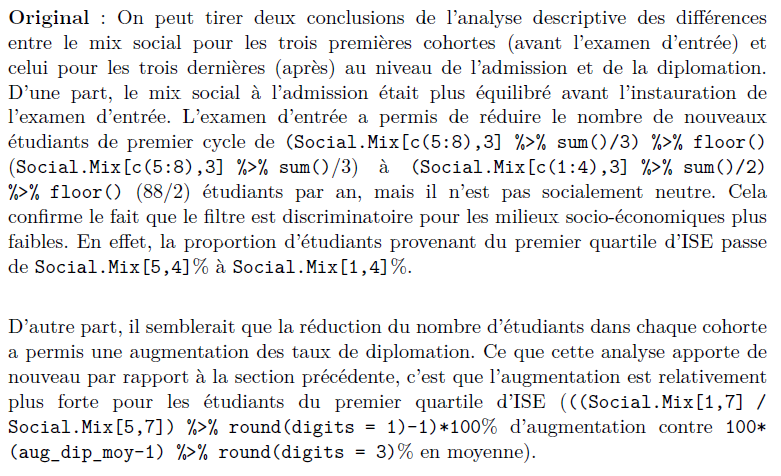 Original : On peut tirer deux conclusions de l'analyse descriptive des différences
entre le mix social pour les trois premières cohortes (avant l'examen d'entrée) et
celui pour les trois dernières (après) au niveau de l'admission et de la diplomation.
D'une part, le mix social à l'admission était plus équilibré avant l'instauration de
l'examen d'entrée. L'examen d'entrée a permis de réduire le nombre de nouveaux
étudiants de premier cycle de (Social.Mix[c(5:8),3] %>% sum()/3) %>% floor()
(Social.Mix[c(5:8),3] %>% sum()/3) à (Social.Mix[c(1:4),3] %>% sum()/2)
%>% floor() (88/2) étudiants par an, mais il n'est pas socialement neutre. Cela
confirme le fait que le filtre est discriminatoire pour les milieux socio-économiques plus
faibles. En effet, la proportion d'étudiants provenant du premier quartile d'ISE passe
de Social.Mix[5,4]% à Social.Mix[1,4]%.
D'autre part, il semblerait que la réduction du nombre d'étudiants dans chaque cohorte
a permis une augmentation des taux de diplomation. Ce que cette analyse apporte de
nouveau par rapport à la section précédente, c'est que l'augmentation est relativement
plus forte pour les étudiants du premier quartile d'ISE (((Social.Mix[1,7] /
Social.Mix[5,7]) %>% round(digits = 1)-1)*100% d'augmentation contre 100*
(aug_dip_moy-1) %>% round(digits = 3)% en moyenne).